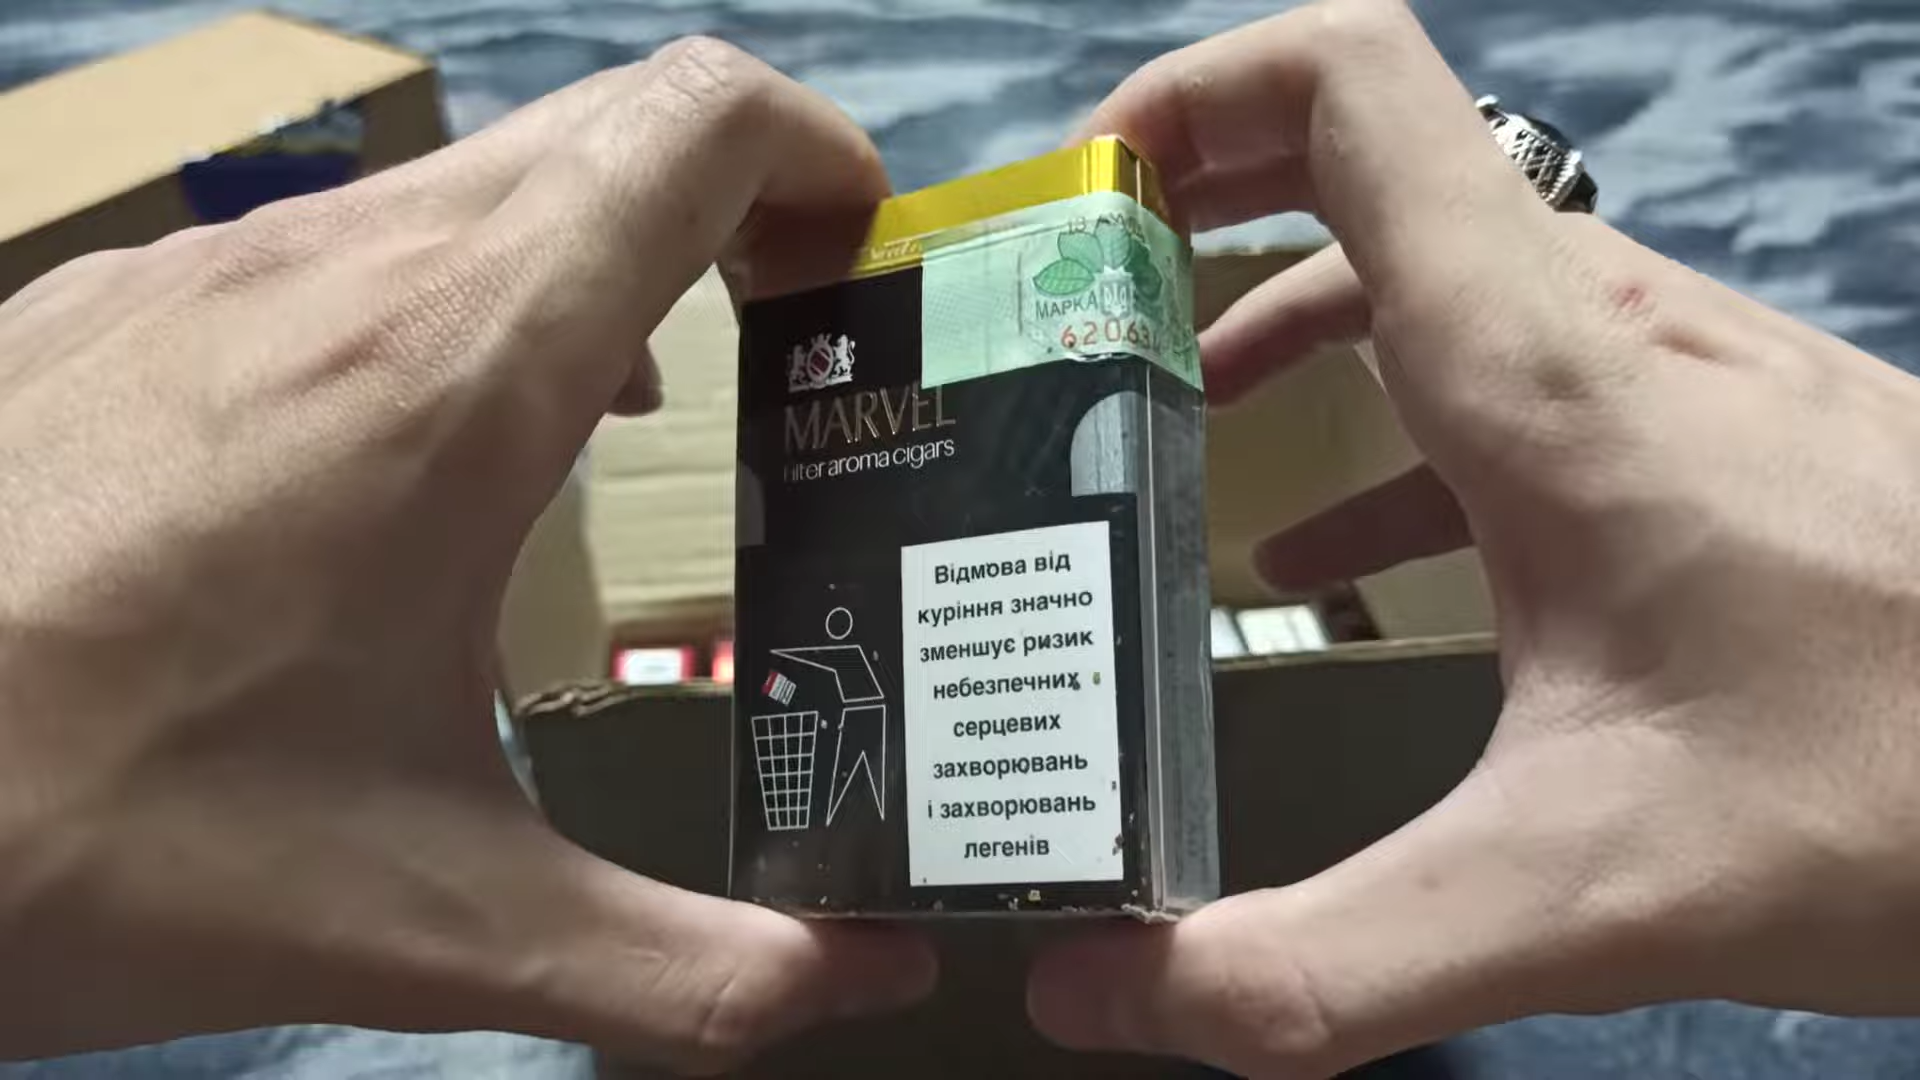 МАРКА
MARVEL
filter aroma cigars
Відмова від
куріння значно
зменшує ризик
небезпечних
серцевих
захворювань
і захворювань
легенів